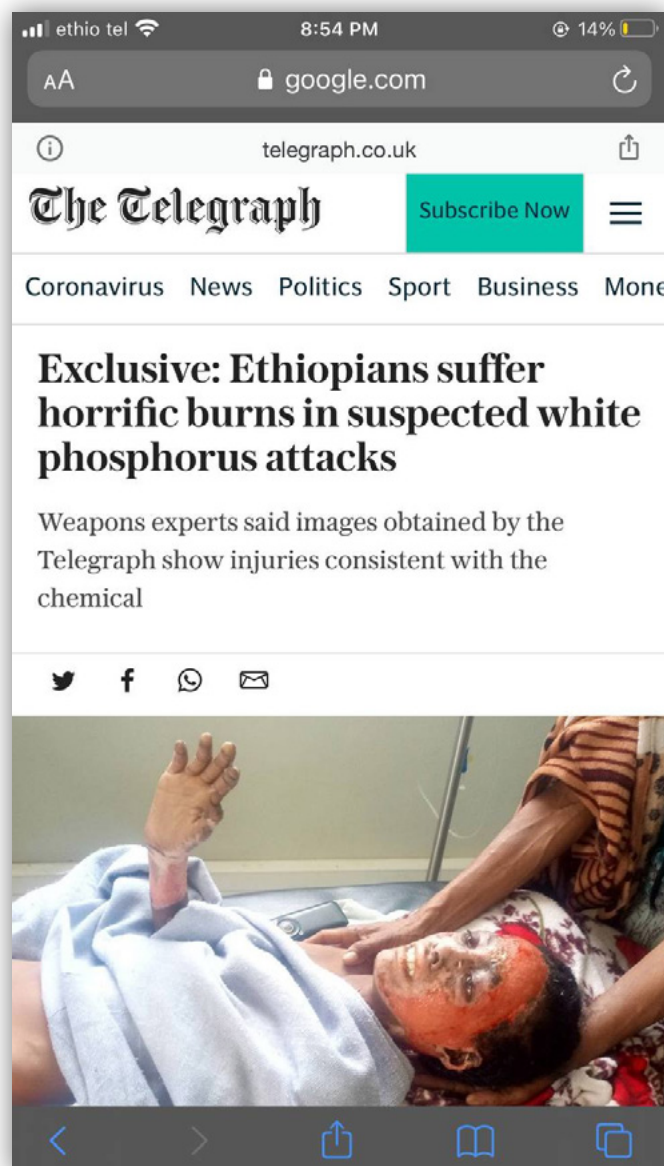 ethio tel 8:54 PM 14%
AA google.com
telegraph.co.uk
The Telegraph Subscribe Now
Coronavirus News Politics Sport Business Mone
Exclusive: Ethiopians suffer
horrific burns in suspected white
phosphorus attacks
Weapons experts said images obtained by the
Telegraph show injuries consistent with the
chemical